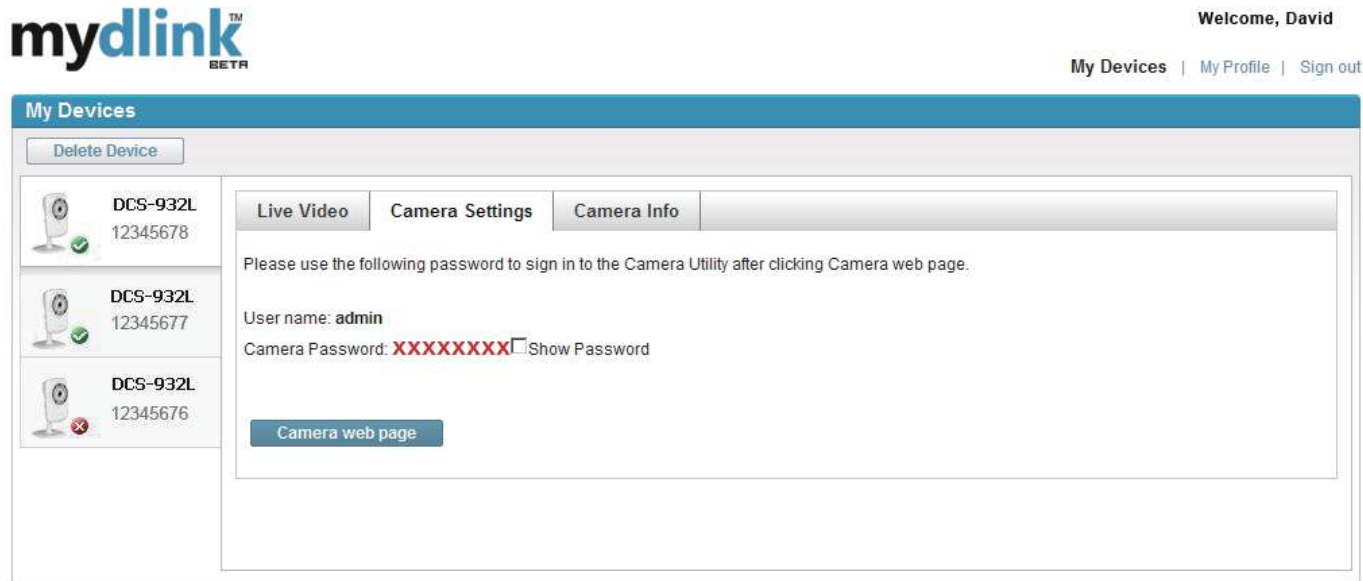 mydlink™
BETA
Welcome, David
My Devices | My Profile | Sign out
My Devices
Delete Device
DCS-932L
12345678
DCS-932L
12345677
DCS-932L
12345676
Live Video Camera Settings Camera Info
Please use the following password to sign in to the Camera Utility after clicking Camera web page.
User name: admin
Camera Password: XXXXXXXX Show Password
Camera web page